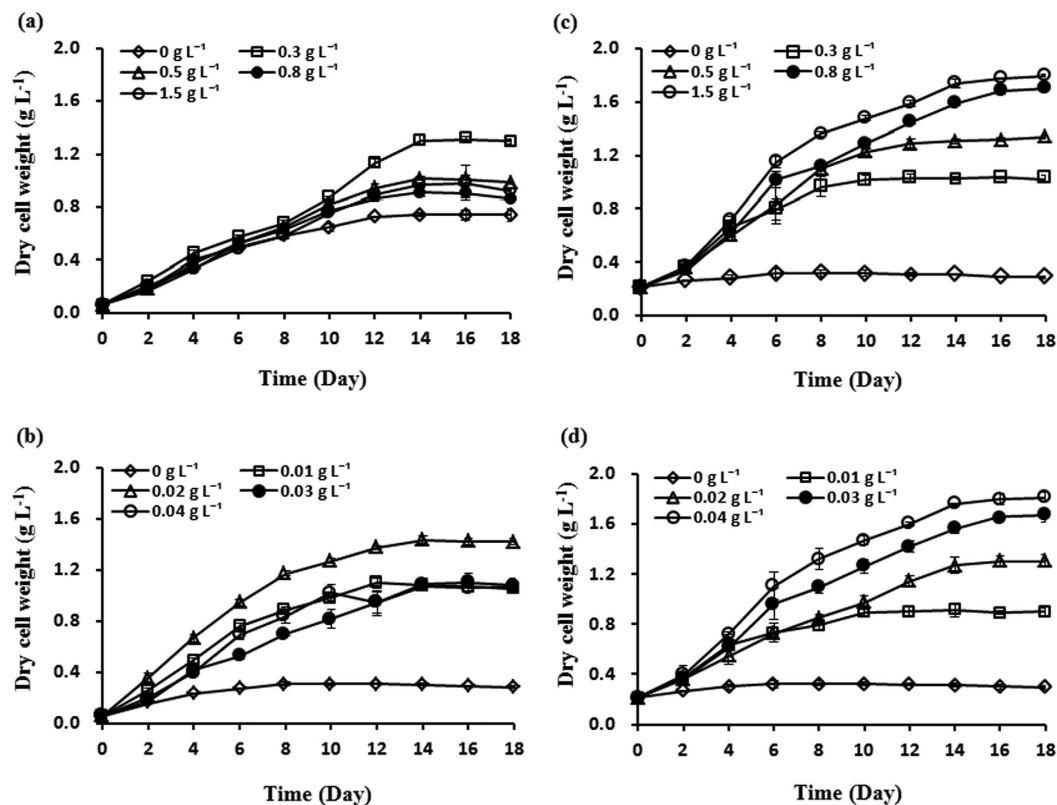 (a)
Dry cell weight (g L⁻¹)
2.0
1.6
1.2
0.8
0.4
0.0
0 g L⁻¹ 0.3 g L⁻¹
0.5 g L⁻¹ 0.8 g L⁻¹
1.5 g L⁻¹
0 2 4 6 8 10 12 14 16 18
Time (Day)
(c)
Dry cell weight (g L⁻¹)
2.0
1.6
1.2
0.8
0.4
0.0
0 g L⁻¹ 0.3 g L⁻¹
0.5 g L⁻¹ 0.8 g L⁻¹
1.5 g L⁻¹
0 2 4 6 8 10 12 14 16 18
Time (Day)
(b)
Dry cell weight (g L⁻¹)
2.0
1.6
1.2
0.8
0.4
0.0
0 g L⁻¹ 0.01 g L⁻¹
0.02 g L⁻¹ 0.03 g L⁻¹
0.04 g L⁻¹
0 2 4 6 8 10 12 14 16 18
Time (Day)
(d)
Dry cell weight (g L⁻¹)
2.0
1.6
1.2
0.8
0.4
0.0
0 g L⁻¹ 0.01 g L⁻¹
0.02 g L⁻¹ 0.03 g L⁻¹
0.04 g L⁻¹
0 2 4 6 8 10 12 14 16 18
Time (Day)